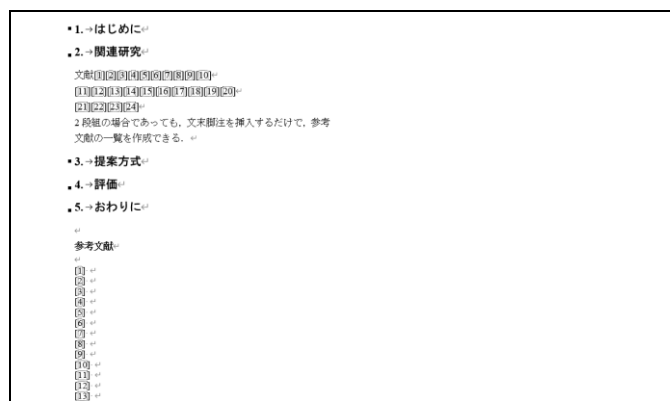 1.はじめに
2.関連研究
文献[1][2][3][4][5][6][7][8][9][10]
[11][12][13][14][15][16][17][18][19][20]
[21][22][23][24]
2段組の場合であっても，文末脚注を挿入するだけで，参考
文献の一覧を作成できる．
3.提案方式
4.評価
5.おわりに
参考文献
[1]
[2]
[3]
[4]
[5]
[6]
[7]
[8]
[9]
[10]
[11]
[12]
[13]